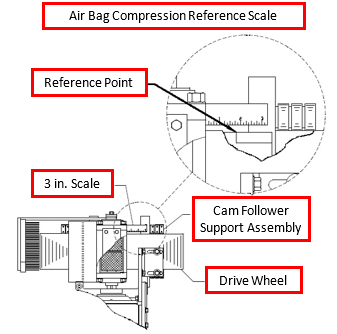 Air Bag Compression Reference Scale
Reference Point
3 in. Scale
Cam Follower
Support Assembly
Drive Wheel